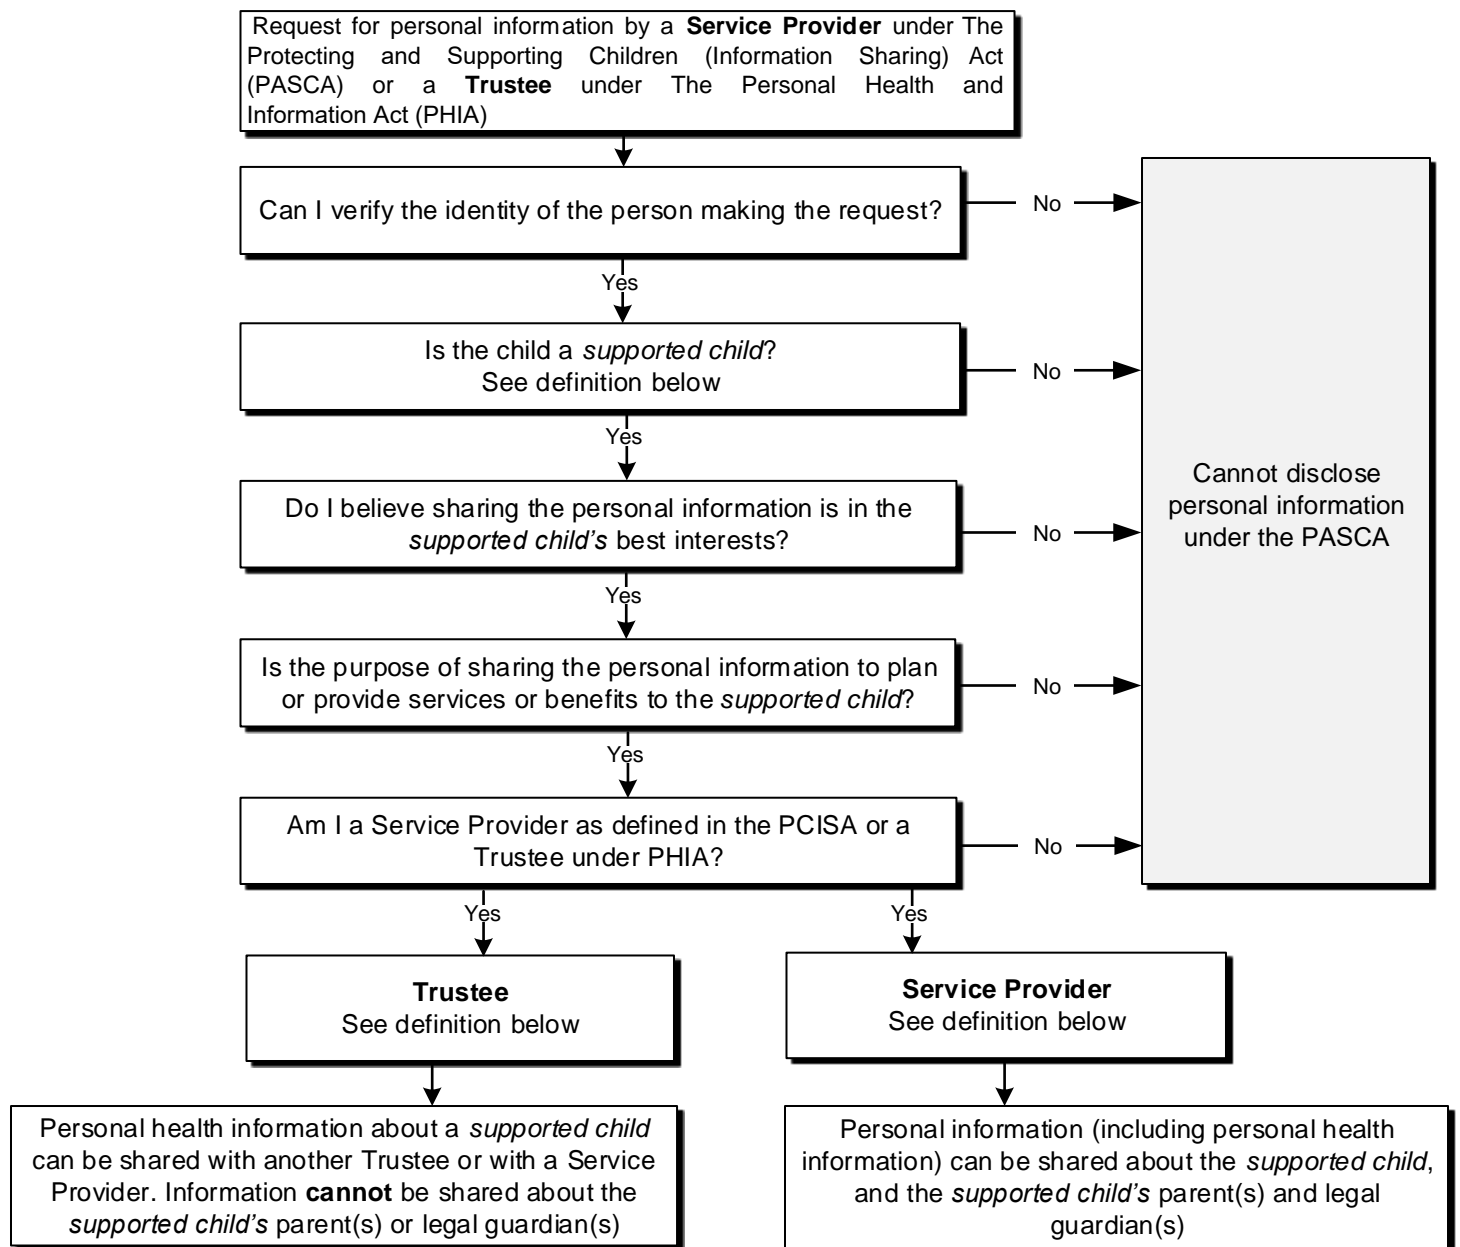 Request for personal information by a Service Provider under The
Protecting and Supporting Children (Information Sharing) Act
(PASCA) or a Trustee under The Personal Health and
Information Act (PHIA)
Can I verify the identity of the person making the request?
No
Yes
Is the child a supported child?
See definition below
No
Yes
Do I believe sharing the personal information is in the
supported child's best interests?
No
Yes
Is the purpose of sharing the personal information to plan
or provide services or benefits to the supported child?
No
Yes
Am I a Service Provider as defined in the PCISA or a
Trustee under PHIA?
No
Cannot disclose
personal information
under the PASCA
Yes
Yes
Trustee
See definition below
Service Provider
See definition below
Personal health information about a supported child
can be shared with another Trustee or with a Service
Provider. Information cannot be shared about the
supported child's parent(s) or legal guardian(s)
Personal information (including personal health
information) can be shared about the supported child,
and the supported child's parent(s) and legal
guardian(s)